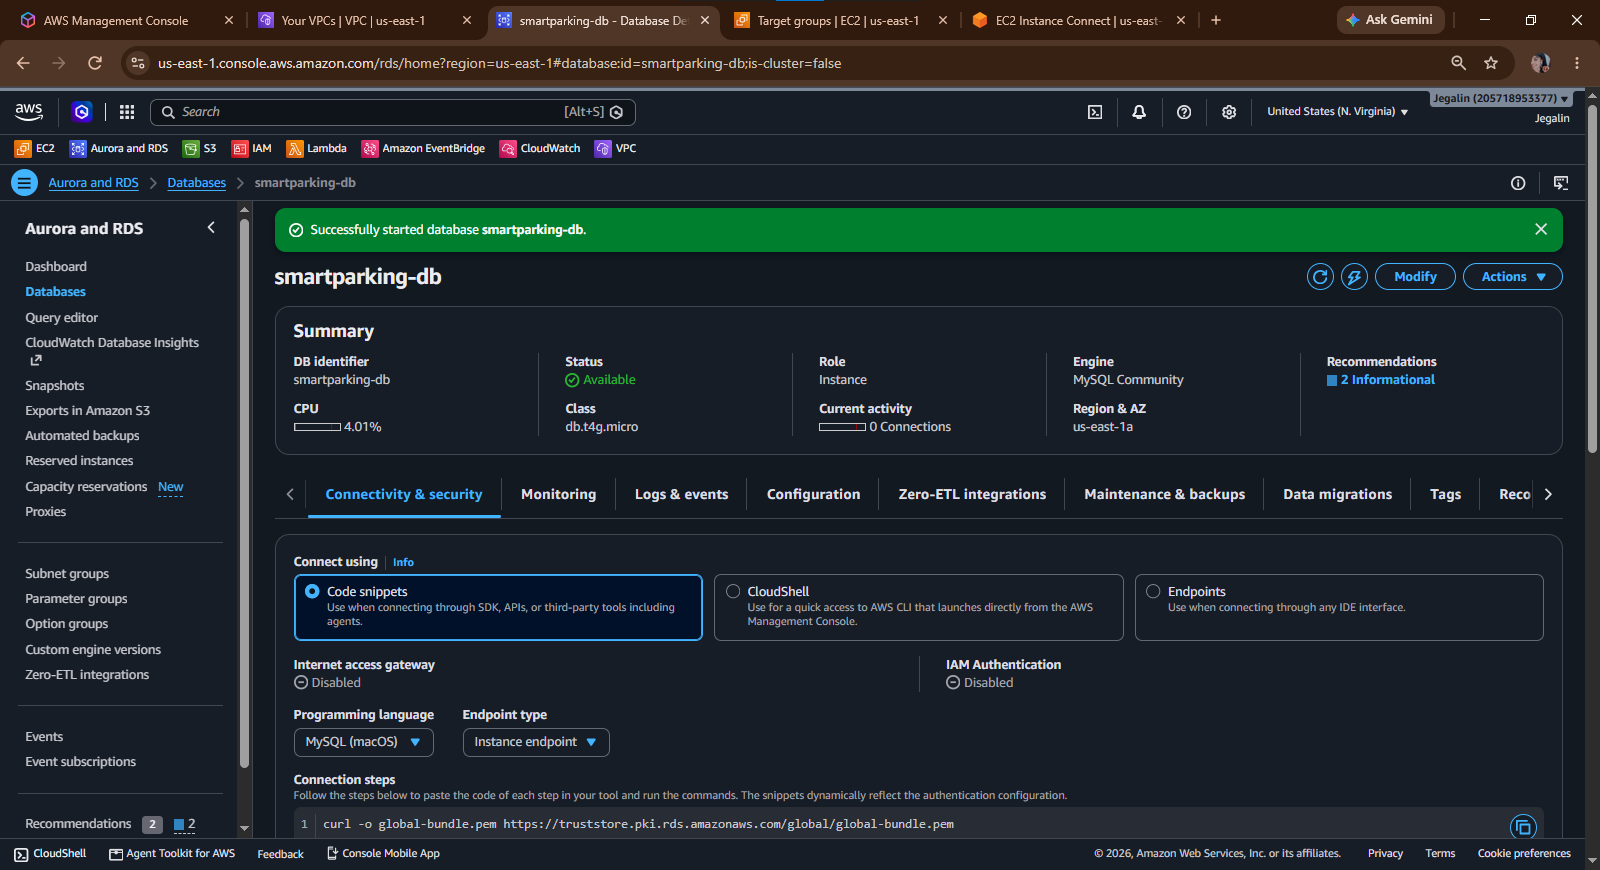 AWS Management Console
Your VPCs | VPC | us-east-1
smartparking-db - Database De
Target groups | EC2 | us-east-1
EC2 Instance Connect | us-east-
Ask Gemini
us-east-1.console.aws.amazon.com/rds/home?region=us-east-1#database:id=smartparking-db;is-cluster=false
aws
Search
[Alt+S]
United States (N. Virginia)
Jegalin (205718953377)
Jegalin
EC2
Aurora and RDS
S3
IAM
Lambda
Amazon EventBridge
CloudWatch
VPC
Aurora and RDS
Databases
smartparking-db
Aurora and RDS
Dashboard
Databases
Query editor
CloudWatch Database Insights
Snapshots
Exports in Amazon S3
Automated backups
Reserved instances
Capacity reservations New
Proxies
Subnet groups
Parameter groups
Option groups
Custom engine versions
Zero-ETL integrations
Events
Event subscriptions
Recommendations 2 2
Successfully started database smartparking-db.
smartparking-db
Modify
Actions
Summary
DB identifier
smartparking-db
Status
Available
Role
Instance
Engine
MySQL Community
Recommendations
2 Informational
CPU
4.01%
Class
db.t4g.micro
Current activity
0 Connections
Region & AZ
us-east-1a
Connectivity & security
Monitoring
Logs & events
Configuration
Zero-ETL integrations
Maintenance & backups
Data migrations
Tags
Reco
Connect using
Info
Code snippets
Use when connecting through SDK, APIs, or third-party tools including
agents.
CloudShell
Use for a quick access to AWS CLI that launches directly from the AWS
Management Console.
Endpoints
Use when connecting through any IDE interface.
Internet access gateway
Disabled
IAM Authentication
Disabled
Programming language
MySQL (macOS)
Endpoint type
Instance endpoint
Connection steps
Follow the steps below to paste the code of each step in your tool and run the commands. The snippets dynamically reflect the authentication configuration.
1 curl -o global-bundle.pem https://truststore.pki.rds.amazonaws.com/global/global-bundle.pem
CloudShell
Agent Toolkit for AWS
Feedback
Console Mobile App
© 2026, Amazon Web Services, Inc. or its affiliates.
Privacy
Terms
Cookie preferences